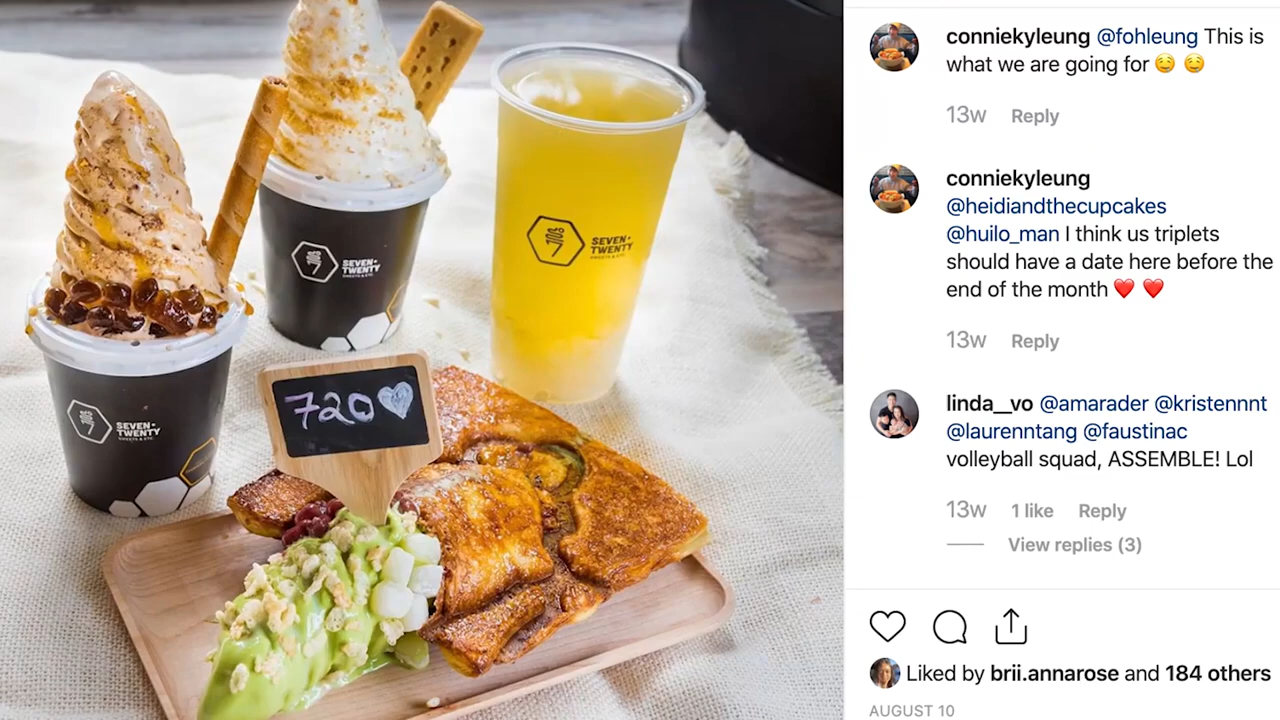 SEVEN-
TWENTY
SWEETS & ETC.
SEVEN-
TWENTY
SWEETS & ETC.
SEVEN-
TWENTY
SWEETS & ETC.
720
connieky​leung @fohleung This is
what we are going for 🤤 🤤
13w Reply
conniekyleung
@heidiandthecupcakes
@huilo_man I think us triplets
should have a date here before the
end of the month ❤️ ❤️
13w Reply
linda__vo @amarader @kristennnt
@laurenntang @faustinac
volleyball squad, ASSEMBLE! Lol
13w 1 like Reply
View replies (3)
Liked by brii.annarose and 184 others
AUGUST 10